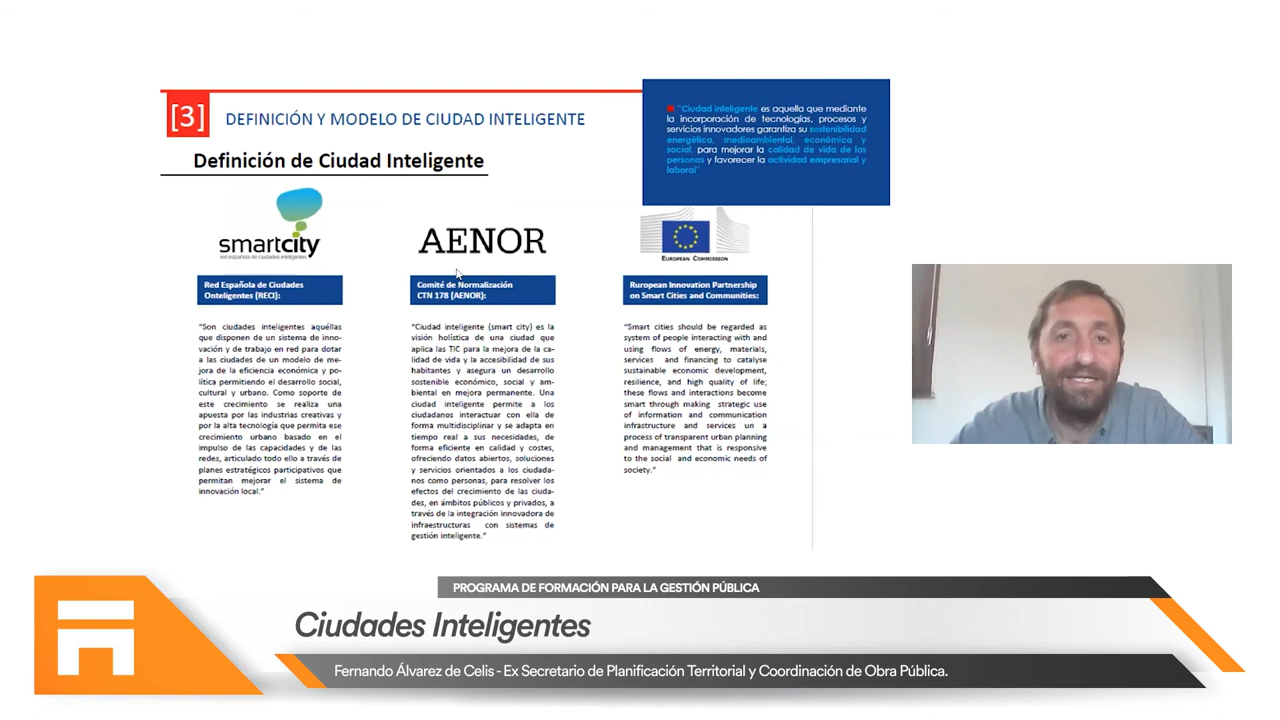 [3]
DEFINICIÓN Y MODELO DE CIUDAD INTELIGENTE
Definición de Ciudad Inteligente
"Ciudad inteligente es aquella que mediante
la incorporación de tecnologías, procesos y
servicios innovadores garantiza su sostenibilidad
energética, medioambiental, económica y
social, para mejorar la calidad de vida de las
personas y favorecer la actividad empresarial y
laboral"
smartcity
red española de ciudades inteligentes
Red Española de Ciudades
Onteligentes (RECI):
"Son ciudades inteligentes aquéllas
que disponen de un sistema de inno-
vación y de trabajo en red para dotar
a las ciudades de un modelo de me-
jora de la eficiencia económica y po-
lítica permitiendo el desarrollo social,
cultural y urbano. Como soporte de
este crecimiento se realiza una
apuesta por las industrias creativas y
por la alta tecnología que permita ese
crecimiento urbano basado en el
impulso de las capacidades y de las
redes, articulado todo ello a través de
planes estratégicos participativos que
permitan mejorar el sistema de
innovación local."
AENOR
Comité de Normalización
CTN 178 (AENOR):
"Ciudad inteligente (smart city) es la
visión holística de una ciudad que
aplica las TIC para la mejora de la ca-
lidad de vida y la accesibilidad de sus
habitantes y asegura un desarrollo
sostenible económico, social y am-
biental en mejora permanente. Una
ciudad inteligente permite a los
ciudadanos interactuar con ella de
forma multidisciplinar y se adapta en
tiempo real a sus necesidades, de
forma eficiente en calidad y costes,
ofreciendo datos abiertos, soluciones
y servicios orientados a los ciudada-
nos como personas, para resolver los
efectos del crecimiento de las ciuda-
des, en ámbitos públicos y privados, a
través de la integración innovadora de
infraestructuras con sistemas de
gestión inteligente."
EUROPEAN COMMISSION
Ruropean Innovation Partnership
on Smart Cities and Communities:
"Smart cities should be regarded as
system of people interacting with and
using flows of energy, materials,
services and financing to catalyse
sustainable economic development,
resilience, and high quality of life;
these flows and interactions become
smart through making strategic use
of information and communication
infrastructure and services un a
process of transparent urban planning
and management that is responsive
to the social and economic needs of
society."
PROGRAMA DE FORMACIÓN PARA LA GESTIÓN PÚBLICA
Ciudades Inteligentes
Fernando Álvarez de Celis - Ex Secretario de Planificación Territorial y Coordinación de Obra Pública.